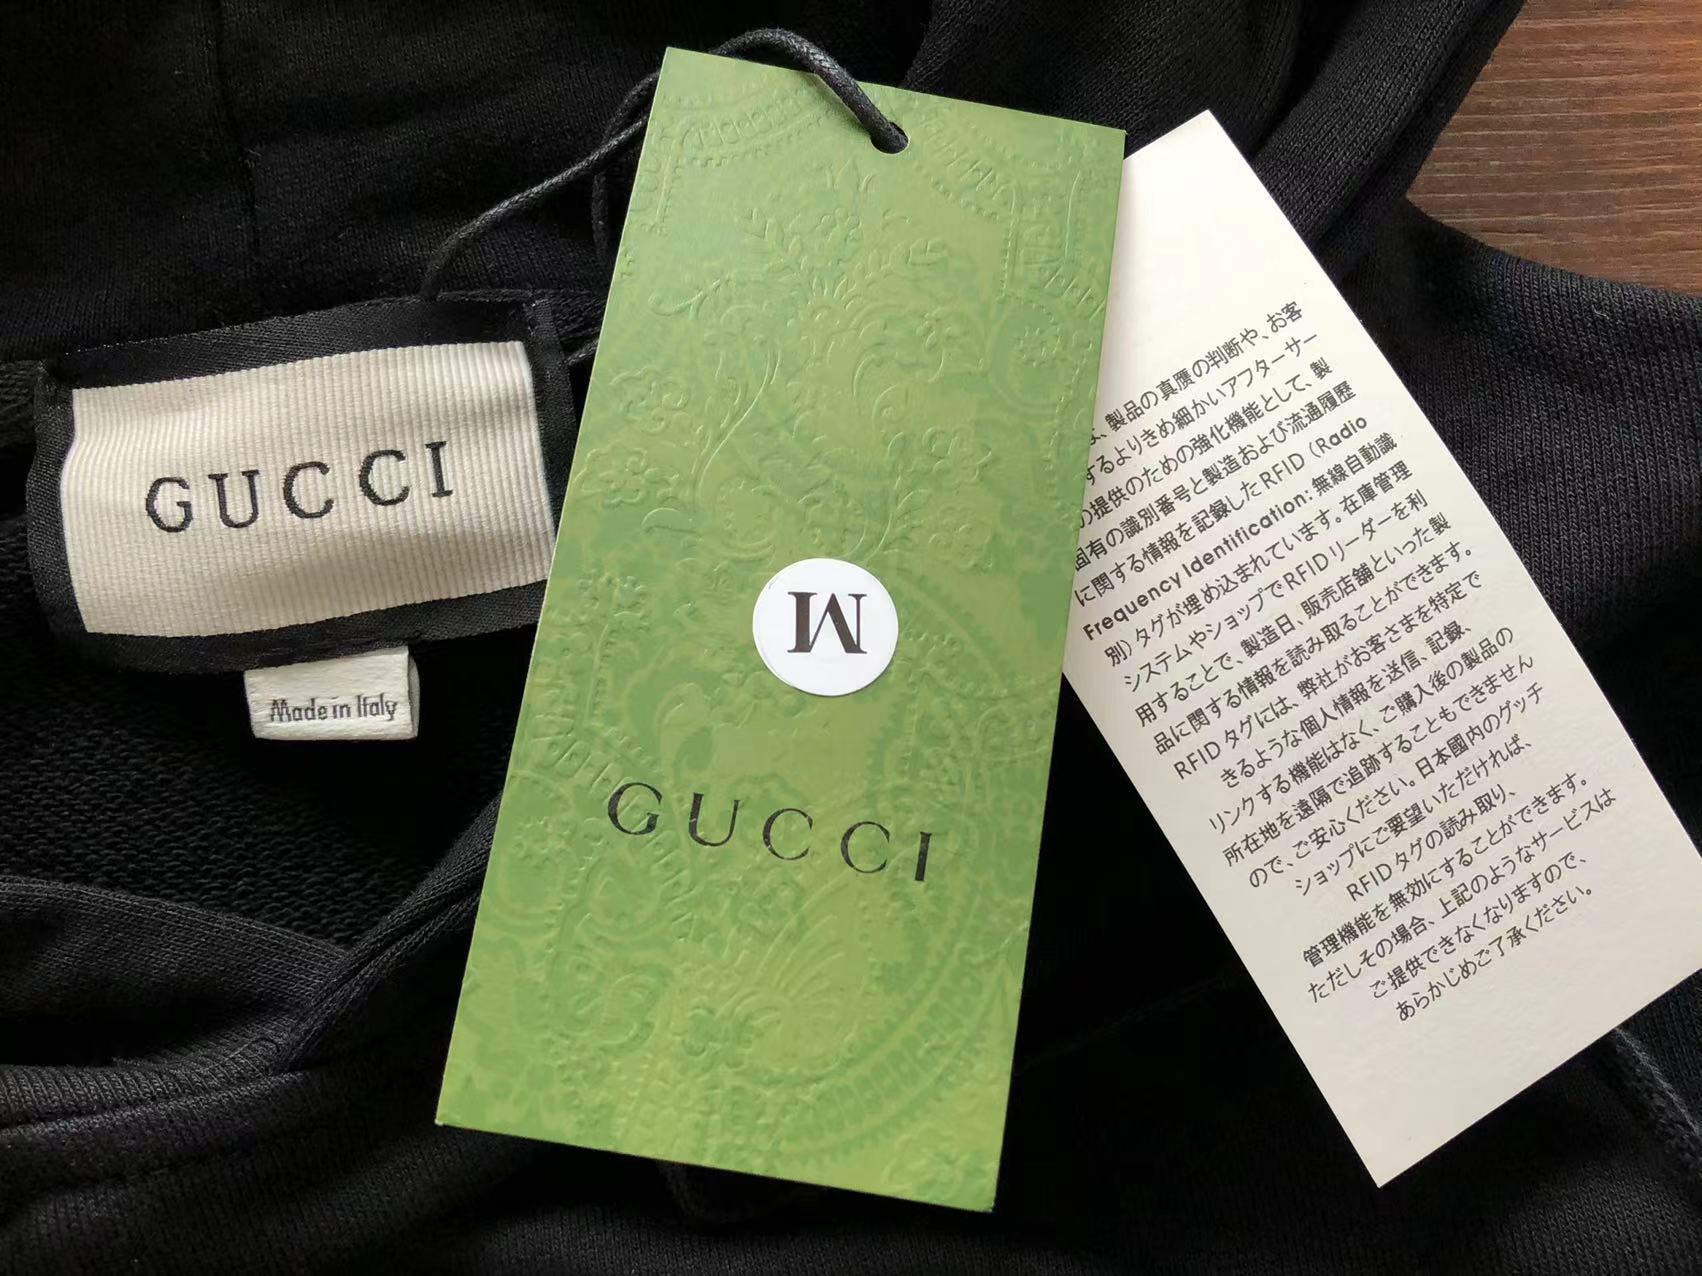 GUCCI
Made in Italy
M
GUCCI
、製品の真贋の判断や、お客
するよりきめ細かいアフターサー
の提供のための強化機能として、製
固有の識別番号と製造および流通履歴
に関する情報を記録したRFID（Radio
Frequency Identification: 無線自動識
別）タグが埋め込まれています。在庫管理
システムやショップでRFIDリーダーを利
用することで、製造日、販売店舗といった製
品に関する情報を読み取ることができます。
RFIDタグには、弊社がお客さまを特定で
きるような個人情報を送信、記録、
リンクする機能はなく、ご購入後の製品の
所在地を遠隔で追跡することもできません
ので、ご安心ください。日本國内のグッチ
ショップにご要望いただければ、
RFIDタグの読み取り、
管理機能を無効にすることができます。
ただしその場合、上記のようなサービスは
ご提供できなくなりますので、
あらかじめご了承ください。